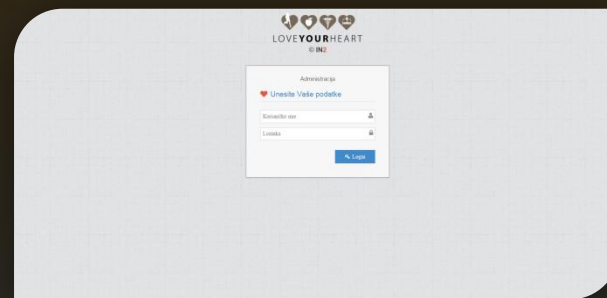 LOVEYOURHEART
© IN2
Administracija
Unesite Vaše podatke
Korisničko ime
Lozinka
Login